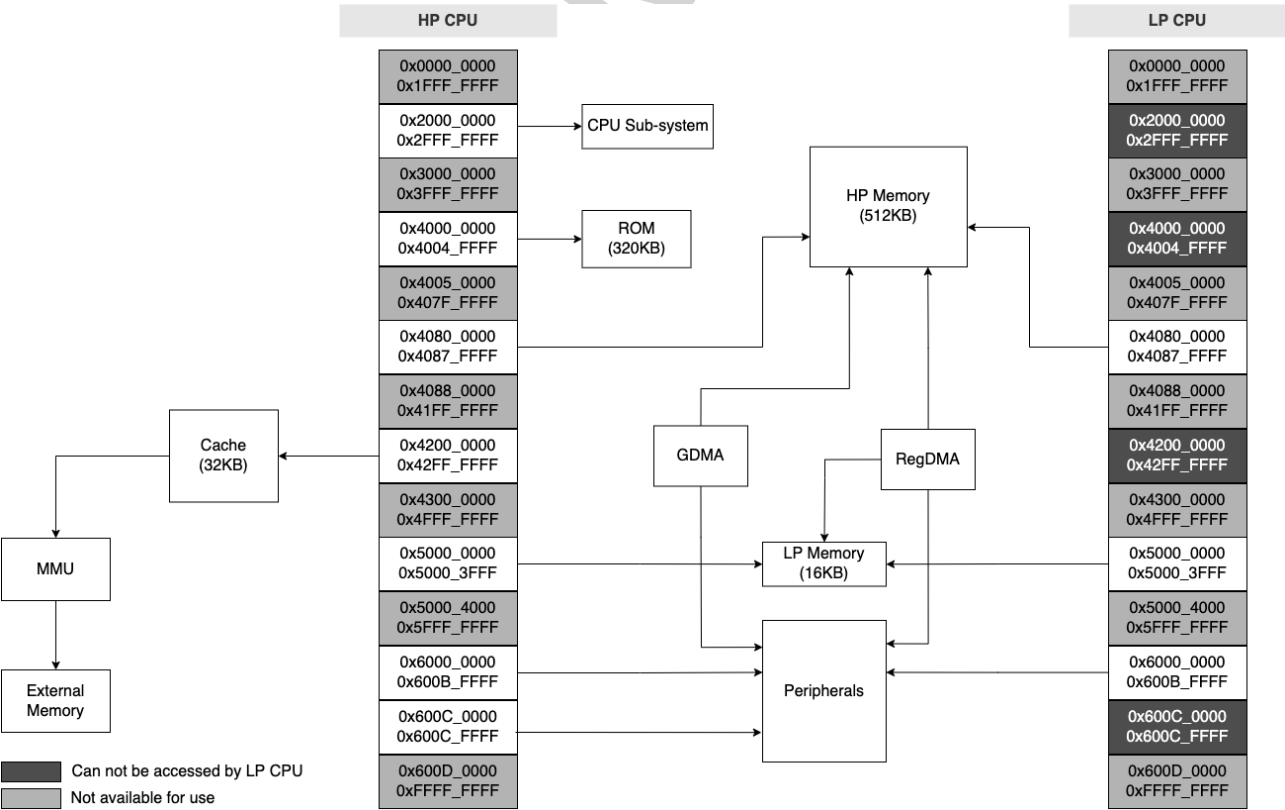 HP CPU
LP CPU
0x0000_0000
0x1FFF_FFFF
0x2000_0000
0x2FFF_FFFF
0x3000_0000
0x3FFF_FFFF
0x4000_0000
0x4004_FFFF
0x4005_0000
0x407F_FFFF
0x4080_0000
0x4087_FFFF
0x4088_0000
0x41FF_FFFF
0x4200_0000
0x42FF_FFFF
0x4300_0000
0x4FFF_FFFF
0x5000_0000
0x5000_3FFF
0x5000_4000
0x5FFF_FFFF
0x6000_0000
0x600B_FFFF
0x600C_0000
0x600C_FFFF
0x600D_0000
0xFFFF_FFFF
CPU Sub-system
ROM
(320KB)
HP Memory
(512KB)
Cache
(32KB)
MMU
External
Memory
GDMA
RegDMA
LP Memory
(16KB)
Peripherals
0x0000_0000
0x1FFF_FFFF
0x2000_0000
0x2FFF_FFFF
0x3000_0000
0x3FFF_FFFF
0x4000_0000
0x4004_FFFF
0x4005_0000
0x407F_FFFF
0x4080_0000
0x4087_FFFF
0x4088_0000
0x41FF_FFFF
0x4200_0000
0x42FF_FFFF
0x4300_0000
0x4FFF_FFFF
0x5000_0000
0x5000_3FFF
0x5000_4000
0x5FFF_FFFF
0x6000_0000
0x600B_FFFF
0x600C_0000
0x600C_FFFF
0x600D_0000
0xFFFF_FFFF
Can not be accessed by LP CPU
Not available for use